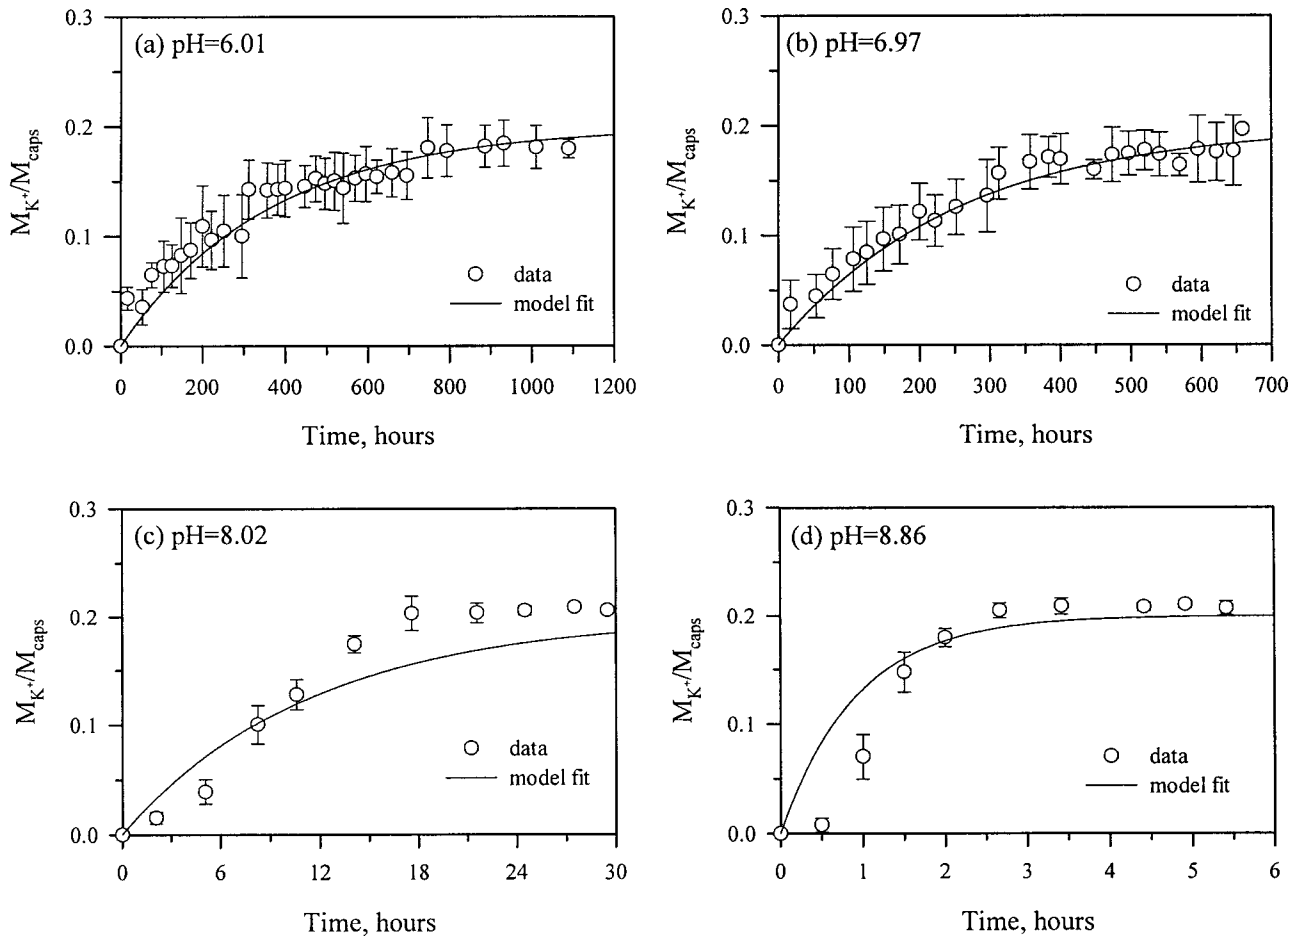 (a) pH=6.01
0.3
0.2
0.1
0.0
M_K⁺/M_caps
data
model fit
0 200 400 600 800 1000 1200
Time, hours
(b) pH=6.97
0.3
0.2
0.1
0.0
M_K⁺/M_caps
data
model fit
0 100 200 300 400 500 600 700
Time, hours
(c) pH=8.02
0.3
0.2
0.1
0.0
M_K⁺/M_caps
data
model fit
0 6 12 18 24 30
Time, hours
(d) pH=8.86
0.3
0.2
0.1
0.0
M_K⁺/M_caps
data
model fit
0 1 2 3 4 5 6
Time, hours